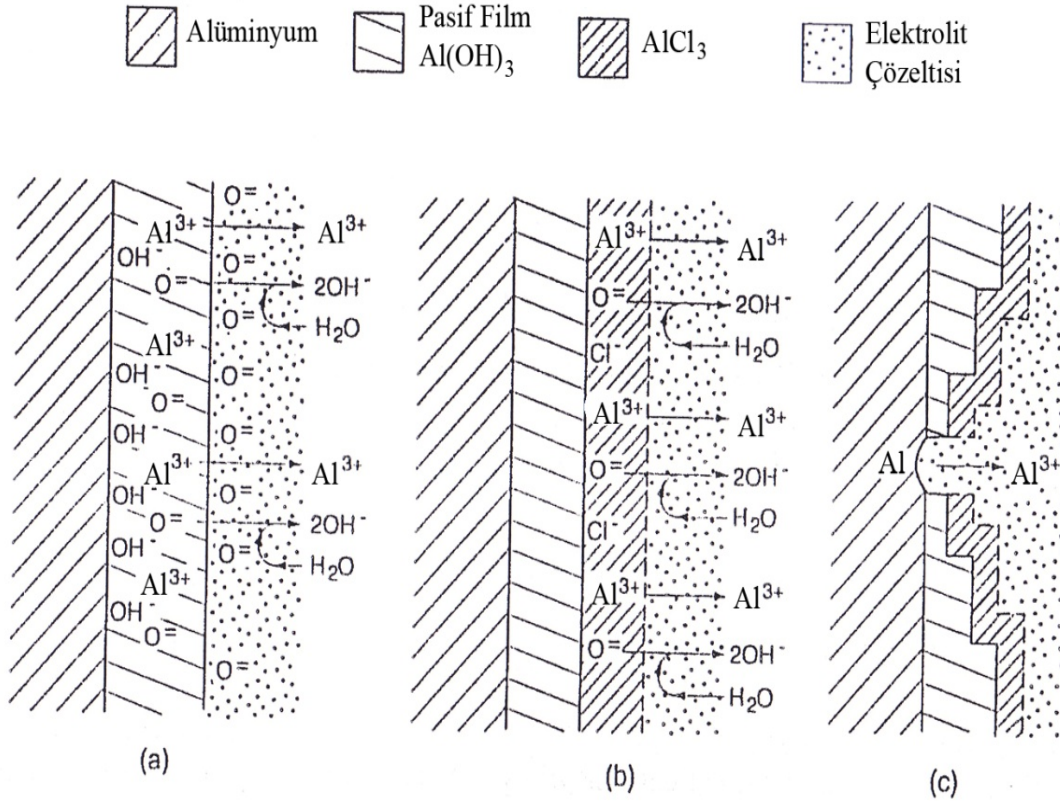 Alüminyum
Pasif Film
Al(OH)₃
AlCl₃
Elektrolit
Çözeltisi
O=
Al³⁺ Al³⁺
OH⁻ O=
O= 2OH⁻
O= H₂O
Al³⁺
OH⁻ O=
O=
OH⁻ O=
Al³⁺ Al³⁺
OH⁻ O=
O= 2OH⁻
OH⁻ O= H₂O
Al³⁺
OH⁻
O=
O=
(a)
Al³⁺ Al³⁺
O= 2OH⁻
Cl⁻ H₂O
Al³⁺ Al³⁺
O= 2OH⁻
Cl⁻ H₂O
Al³⁺ Al³⁺
O= 2OH⁻
H₂O
(b)
Al Al³⁺
(c)